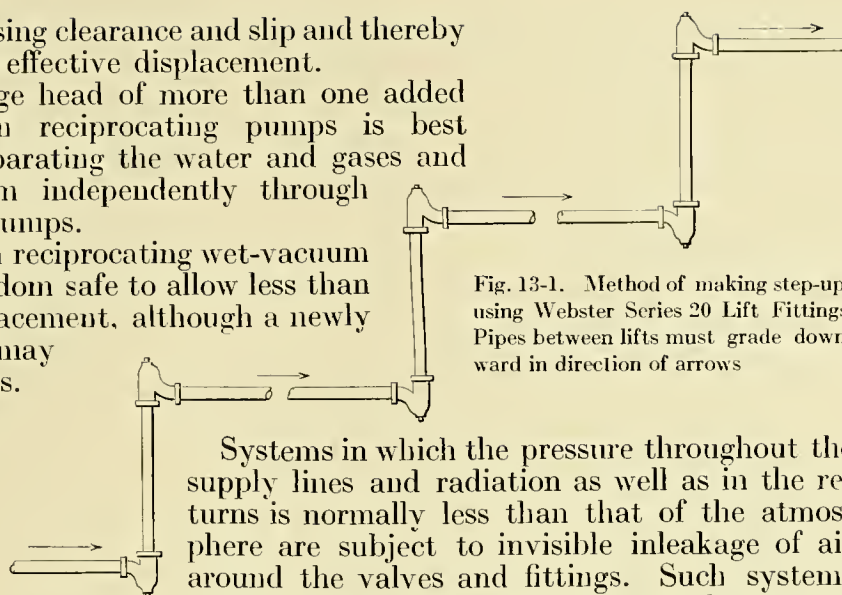 sing clearance and slip and thereby
effective displacement.
ge head of more than one added
n reciprocating pumps is best
parating the water and gases and
m independently through
umps.
n reciprocating wet-vacuum
dom safe to allow less than
acement, although a newly
may
s.
Fig. 13-1. Method of making step-up
using Webster Series 20 Lift Fittings
Pipes between lifts must grade down
ward in direction of arrows
Systems in which the pressure throughout the
supply lines and radiation as well as in the re
turns is normally less than that of the atmos
phere are subject to invisible inleakage of ai
around the valves and fittings. Such system